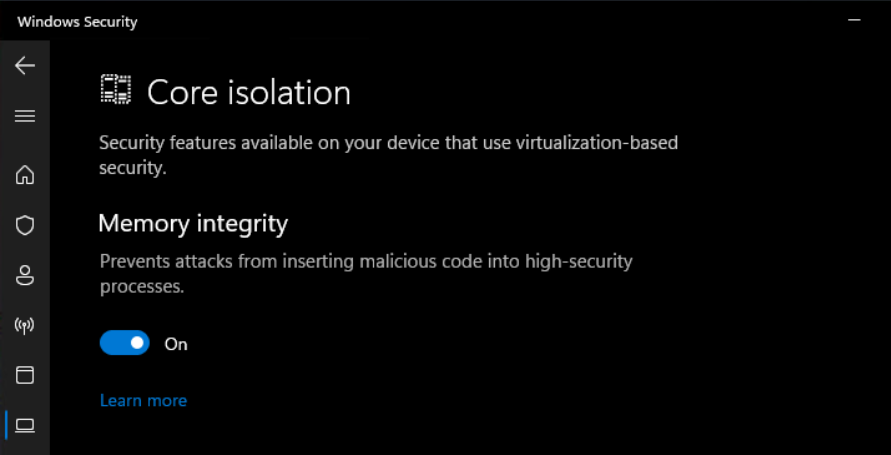 Windows Security
Core isolation
Security features available on your device that use virtualization-based
security.
Memory integrity
Prevents attacks from inserting malicious code into high-security
processes.
On
Learn more